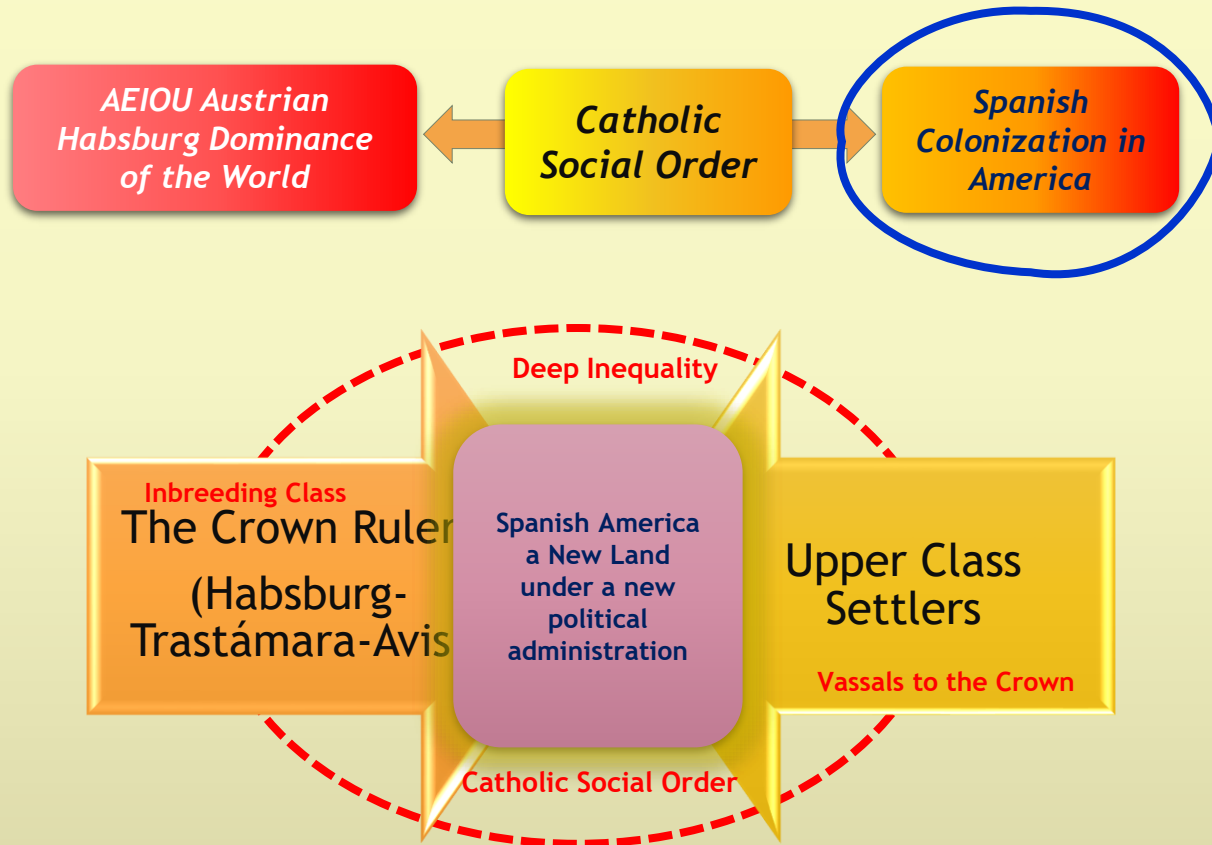 AEIOU Austrian
Habsburg Dominance
of the World
Catholic
Social Order
Spanish
Colonization in
America
Deep Inequality
Inbreeding Class
The Crown Ruler
(Habsburg-
Trastámara-Avis
Spanish America
a New Land
under a new
political
administration
Upper Class
Settlers
Vassals to the Crown
Catholic Social Order